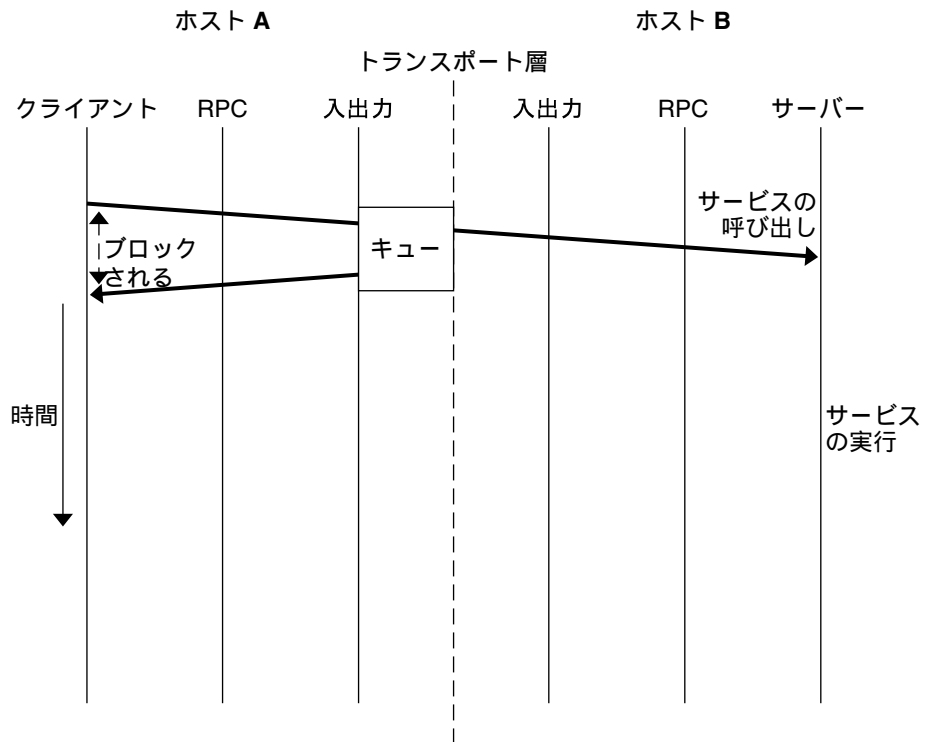 ホスト A
ホスト B
トランスポート層
クライアント
RPC
入出力
入出力
RPC
サーバー
サービスの
呼び出し
キュー
ブロック
される
時間
サービス
の実行